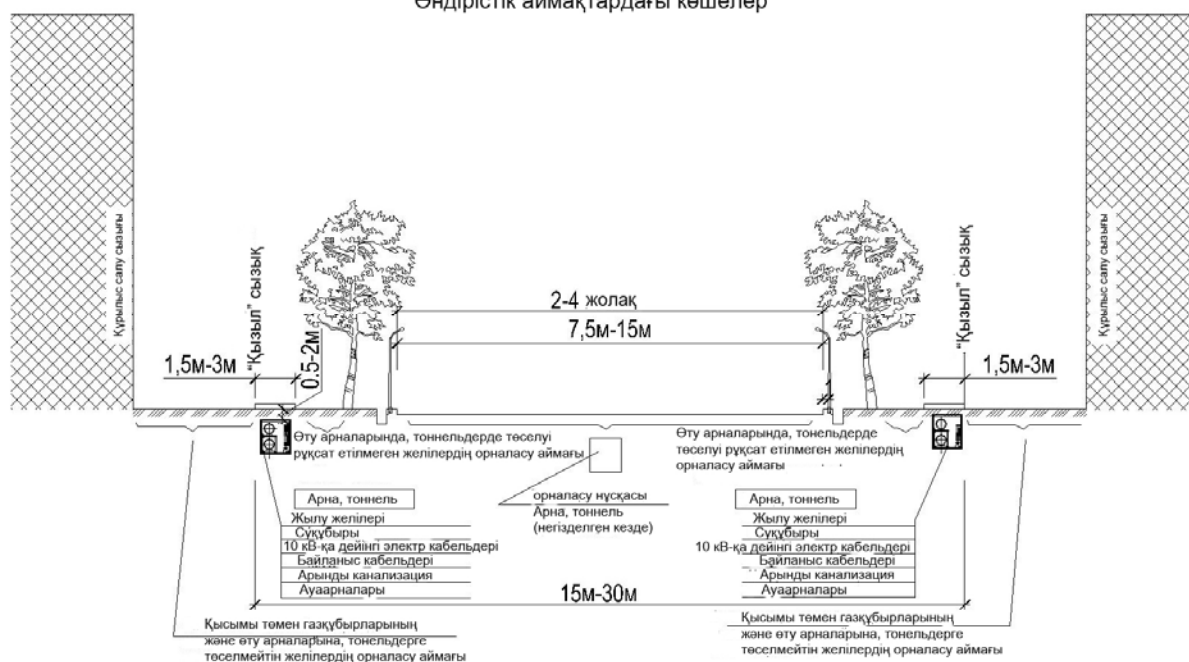 Өндірістік аймақтардағы көшелер
Құрылыс салу сызығы
"Қызыл" сызық
2-4 жолақ
7,5м-15м
1,5м-3м
0.5-2м
"Қызыл" сызық
1,5м-3м
Құрылыс салу сызығы
Өту арналарында, тоннельдерде төселуі
рұқсат етілмеген желілердің
орналасу аймағы
Өту арналарында, тонельдерде
төселуі рұқсат етілмеген желілердің
орналасу аймағы
орналасу нұсқасы
Арна, тоннель
(негізделген кезде)
Арна, тоннель
Жылу желілері
Суқұбыры
10 кВ-қа дейінгі электр кабельдері
Байланыс кабельдері
Арынды канализация
Ауаарналары
Арна, тоннель
Жылу желілері
Суқұбыры
10 кВ-қа дейінгі электр кабельдері
Байланыс кабельдері
Арынды канализация
Ауаарналары
15м-30м
Қысымы төмен газқұбырларының
және өту арналарына, тонельдерге
төселмейтін желілердің орналасу аймағы
Қысымы төмен газқұбырларының
және өту арналарына, тонельдерге
төселмейтін желілердің орналасу аймағы